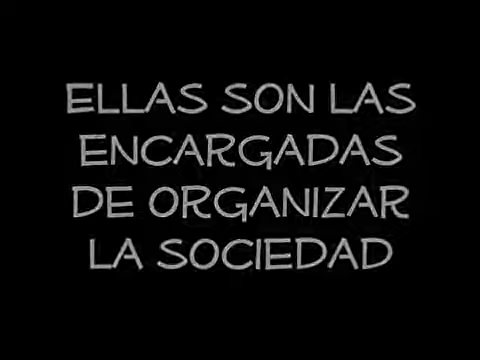 ELLAS SON LAS
ENCARGADAS
DE ORGANIZAR
LA SOCIEDAD